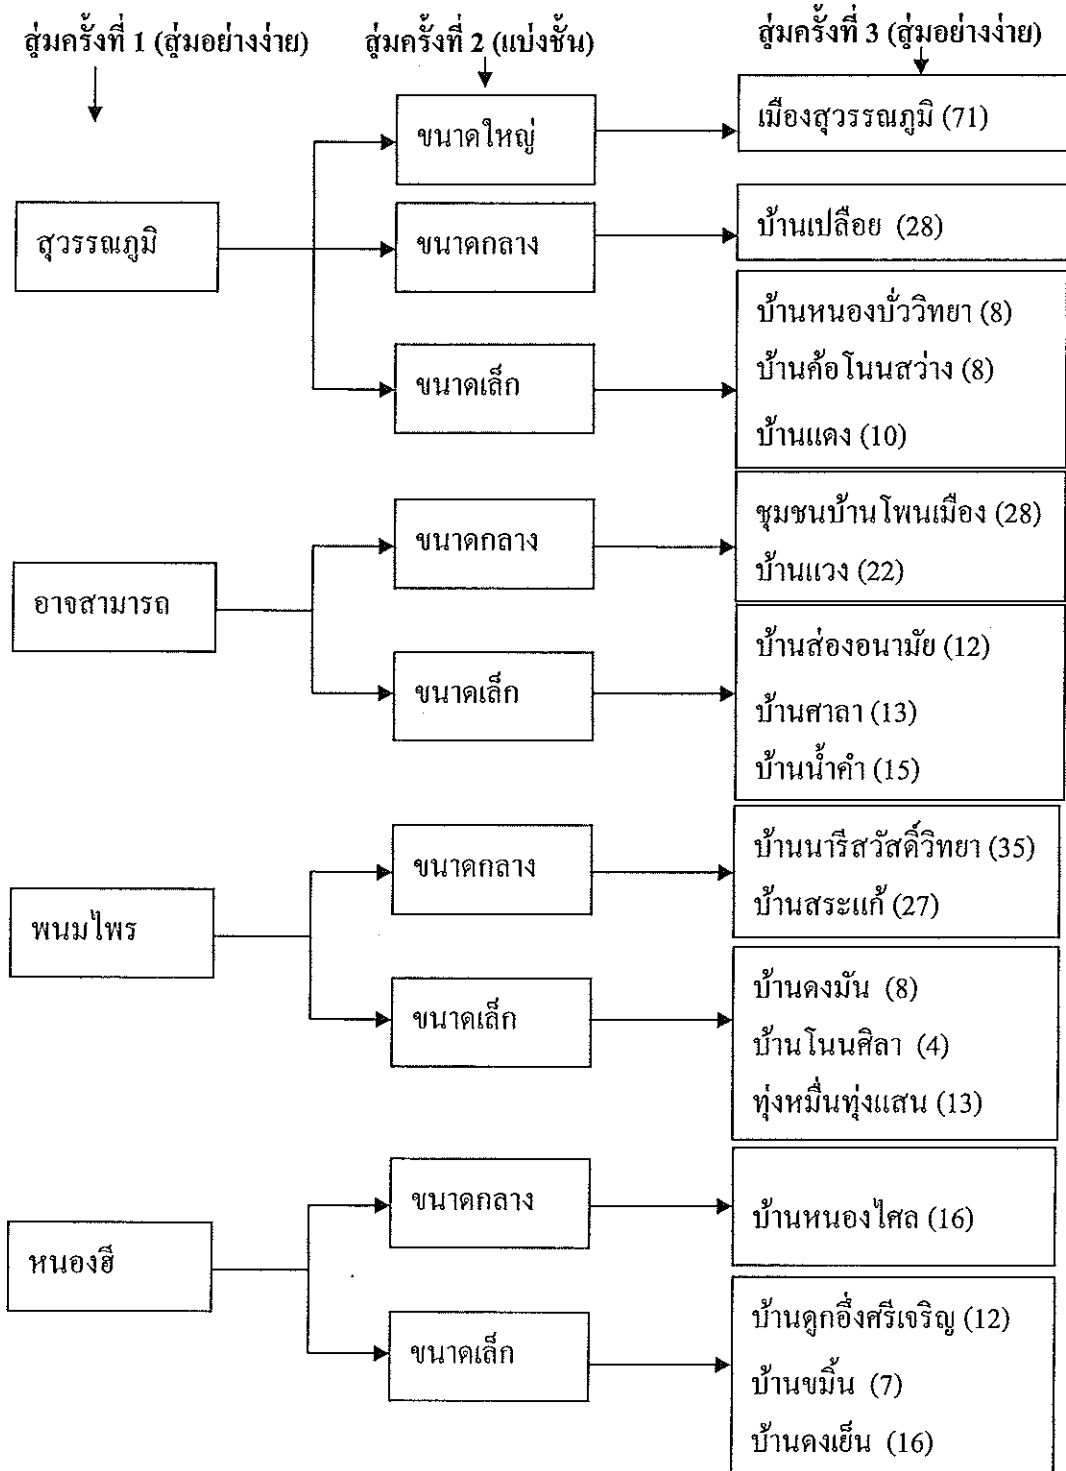 สุ่มครั้งที่ 1 (สุ่มอย่างง่าย)
สุ่มครั้งที่ 2 (แบ่งชั้น)
สุ่มครั้งที่ 3 (สุ่มอย่างง่าย)
สุวรรณภูมิ
ขนาดใหญ่
เมืองสุวรรณภูมิ (71)
ขนาดกลาง
บ้านเปลือย (28)
ขนาดเล็ก
บ้านหนองบั่ววิทยา (8)
บ้านค้อโนนสว่าง (8)
บ้านแดง (10)
อาจสามารถ
ขนาดกลาง
ชุมชนบ้านโพนเมือง (28)
บ้านแวง (22)
ขนาดเล็ก
บ้านส่องอนามัย (12)
บ้านศาลา (13)
บ้านน้ำคำ (15)
พนมไพร
ขนาดกลาง
บ้านนารีสวัสดิ์วิทยา (35)
บ้านสระแก้ (27)
ขนาดเล็ก
บ้านดงมัน (8)
บ้านโนนศิลา (4)
ทุ่งหมื่นทุ่งแสน (13)
หนองฮี
ขนาดกลาง
บ้านหนองไศล (16)
ขนาดเล็ก
บ้านดูกอึ่งศรีเจริญ (12)
บ้านขมิ้น (7)
บ้านดงเย็น (16)